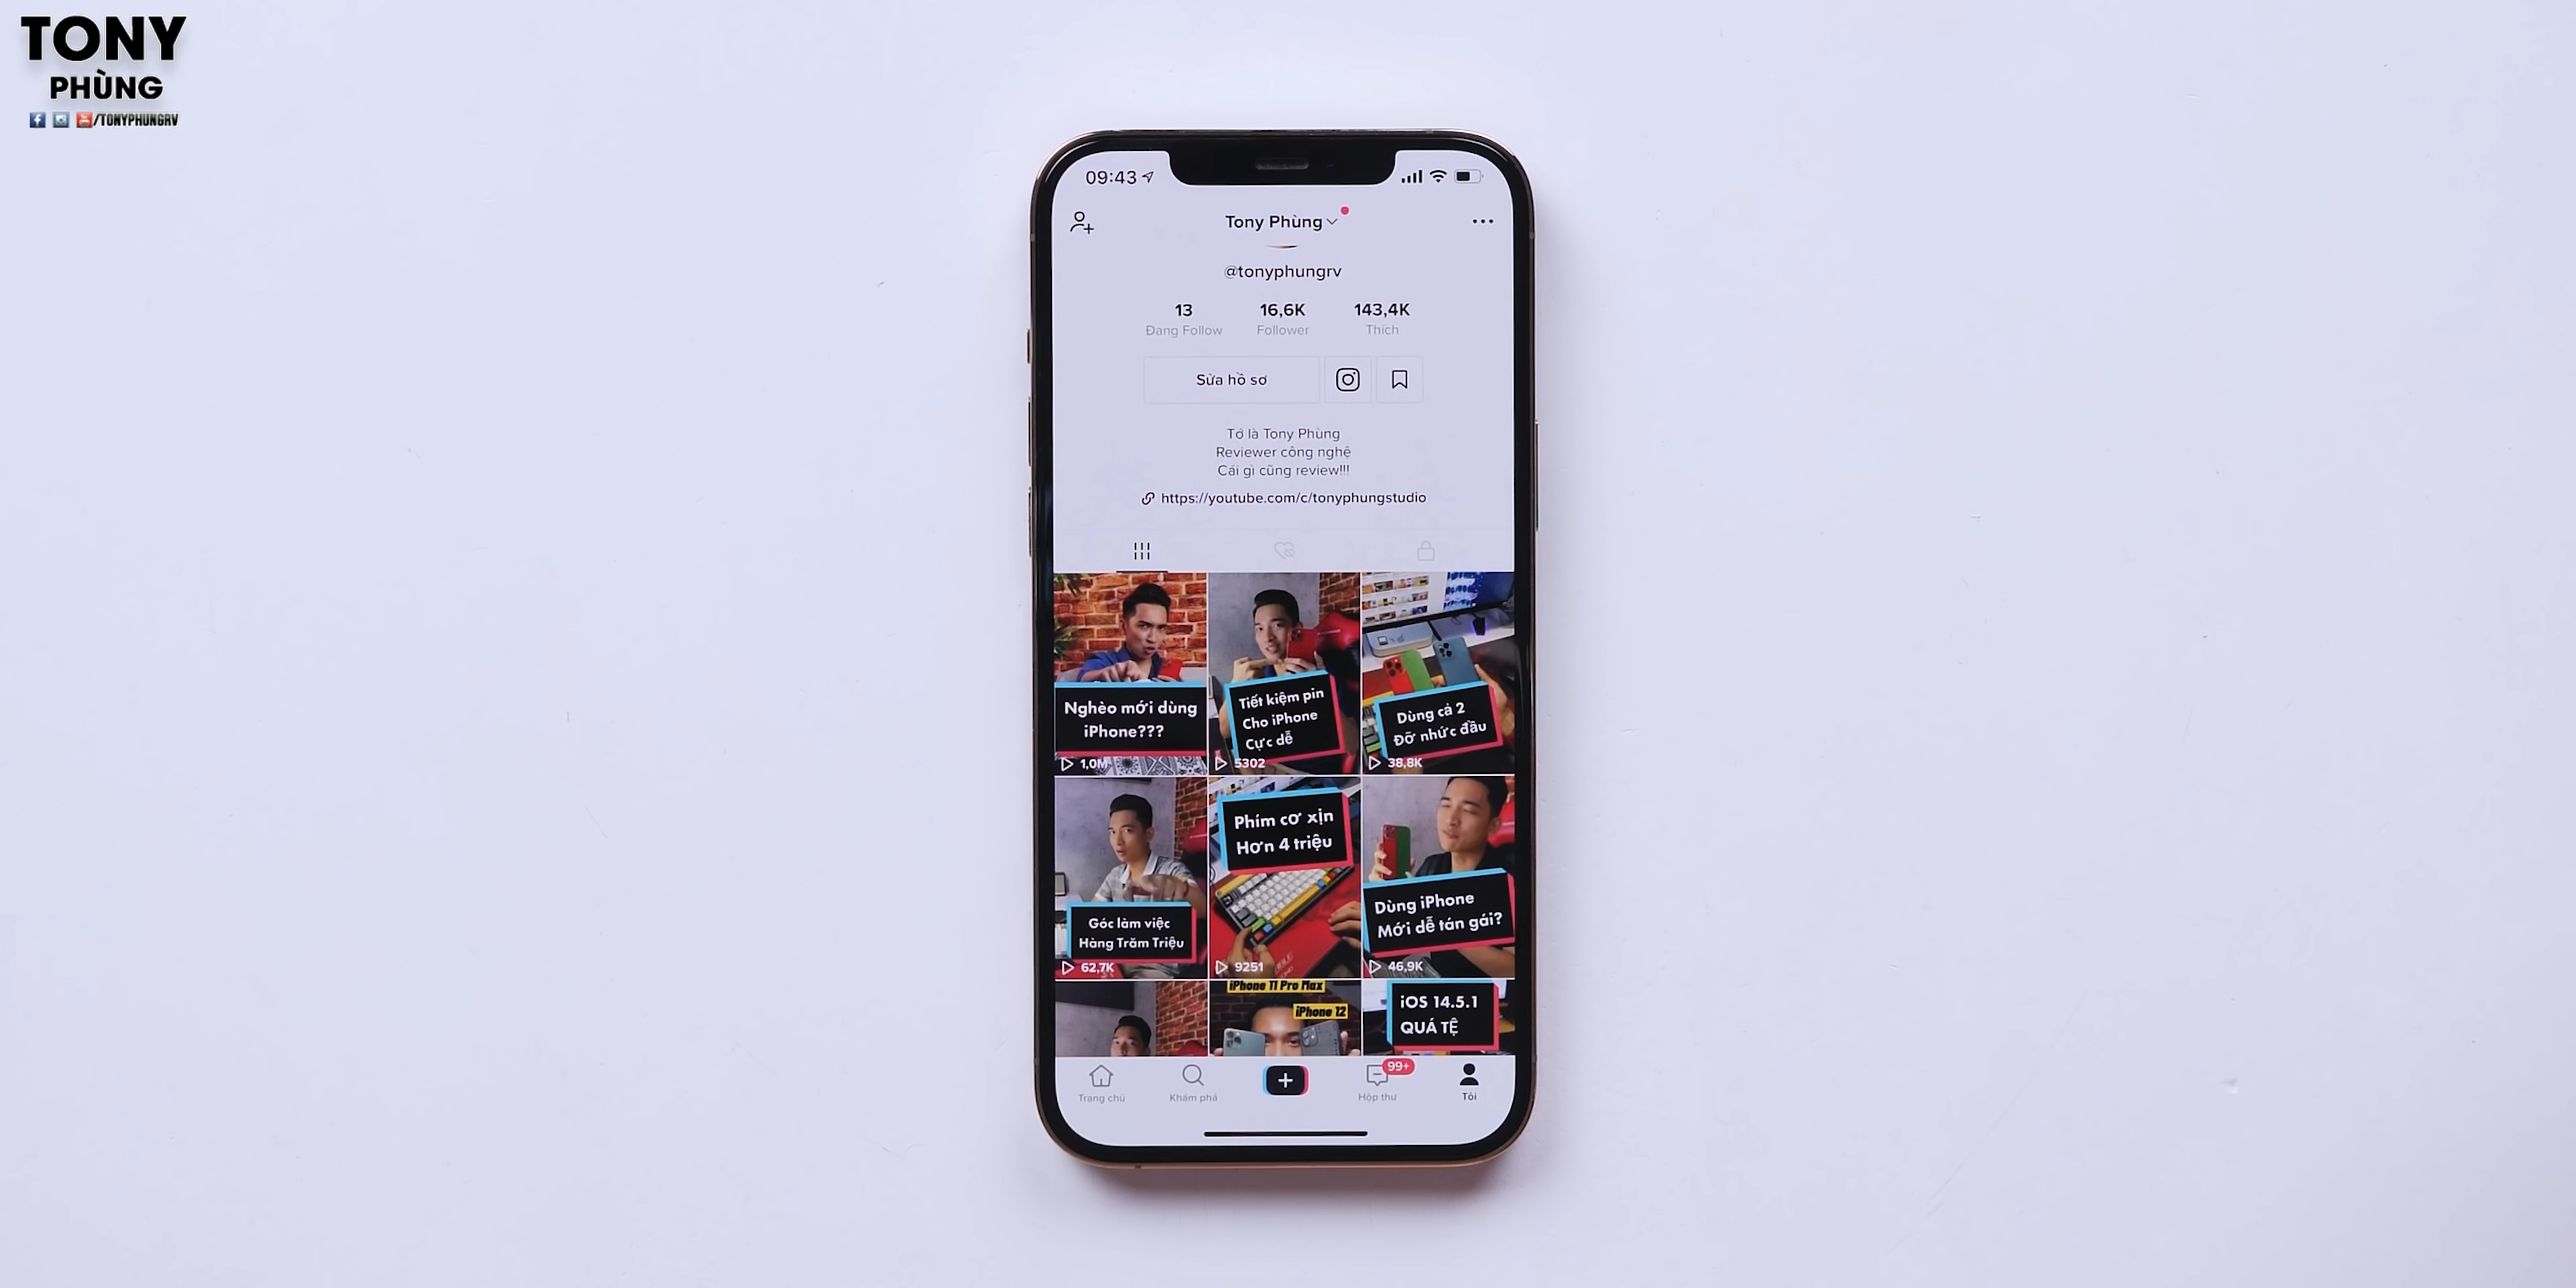 TONY
PHÙNG
/TONYPHUNGRV
09:43
Tony Phùng
@tonyphungrv
13 16,6K 143,4K
Đang Follow Follower Thích
Sửa hồ sơ
Tớ là Tony Phùng
Reviewer công nghệ
Cái gì cũng review!!!
https://youtube.com/c/tonyphungstudio
Nghèo mới dùng
iPhone???
1,0M
Tiết kiệm pin
Cho iPhone
Cực dễ
5302
Dùng cả 2
Đỡ nhức đầu
38,8K
Góc làm việc
Hàng Trăm Triệu
62,7K
Phím cơ xịn
Hơn 4 triệu
9251
Dùng iPhone
Mới dễ tán gái?
46,9K
iPhone 11 Pro Max
iPhone 12
iOS 14.5.1
QUÁ TỆ
99+
Trang chủ Khám phá Hộp thư Tôi